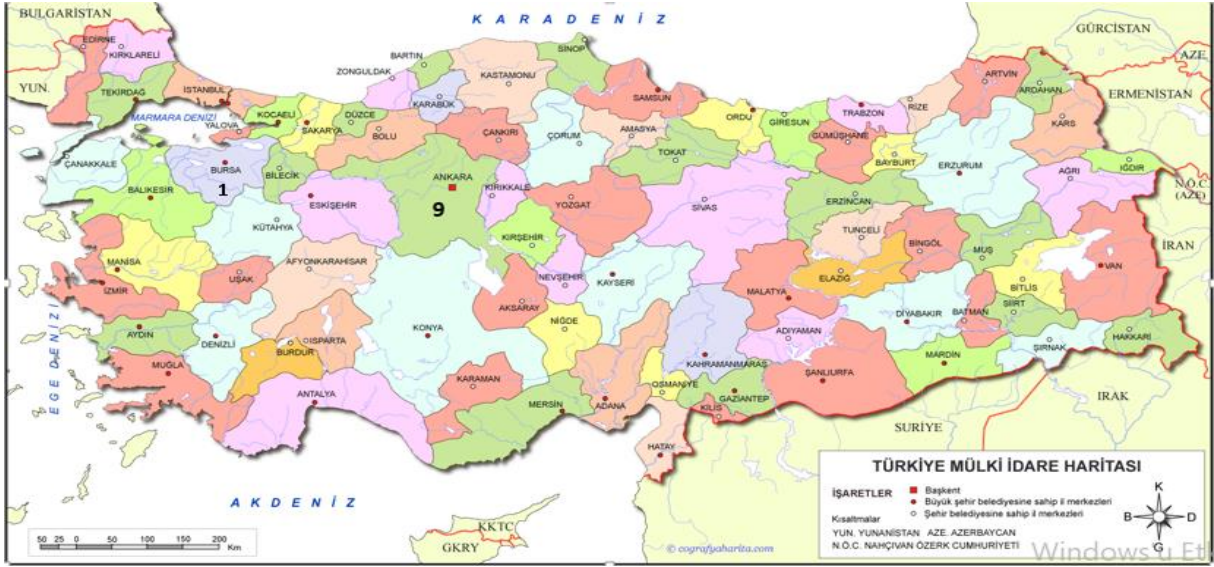 BULGARİSTAN
KARADENİZ
GÜRCİSTAN
AZE.
ERMENİSTAN
YUN.
EDİRNE
KIRKLARELİ
TEKİRDAĞ
İSTANBUL
MARMARA DENİZİ
YALOVA
KOCAELİ
SAKARYA
DÜZCE
ZONGULDAK
BARTIN
KARABÜK
BOLU
KASTAMONU
SİNOP
ÇANKIRI
ÇORUM
SAMSUN
AMASYA
TOKAT
ORDU
GİRESUN
TRABZON
GÜMÜŞHANE
RİZE
BAYBURT
ARTVİN
ARDAHAN
KARS
ERZURUM
AĞRI
IĞDIR
N.Ö.C.
(AZE)
İRAN
ÇANAKKALE
BALIKESİR
BURSA
1
BİLECİK
ESKİŞEHİR
KÜTAHYA
ANKARA
9
KIRIKKALE
KIRŞEHİR
YOZGAT
SİVAS
ERZİNCAN
TUNCELİ
BİNGÖL
MUŞ
ELAZIĞ
BİTLİS
VAN
MANİSA
İZMİR
UŞAK
AFYONKARAHİSAR
NEVŞEHİR
KAYSERİ
AKSARAY
NİĞDE
MALATYA
ADIYAMAN
DİYABAKIR
BATMAN
SİİRT
ŞIRNAK
HAKKARİ
MARDİN
ŞANLIURFA
EGE DENİZİ
AYDIN
DENİZLİ
MUĞLA
BURDUR
ISPARTA
ANTALYA
KONYA
KARAMAN
MERSİN
ADANA
OSMANİYE
KAHRAMANMARAŞ
GAZİANTEP
KİLİS
HATAY
SURİYE
IRAK
AKDENİZ
KKTC
GKRY
50 25 0 50 100 150 200
Km
© cografyaharita.com
TÜRKİYE MÜLKİ İDARE HARİTASI
İŞARETLER
Başkent
Büyük şehir belediyesine sahip il merkezleri
Şehir belediyesine sahip il merkezleri
Kısaltmalar
YUN. YUNANİSTAN AZE. AZERBAYCAN
N.Ö.C. NAHÇIVAN ÖZERK CUMHURİYETİ
K
B
D
G
Windows'u Et